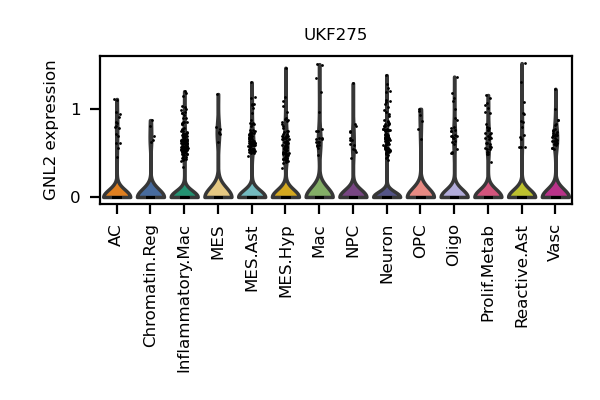 UKF275
GNL2 expression
1
0
AC
Chromatin.Reg
Inflammatory.Mac
MES
MES.Ast
MES.Hyp
Mac
NPC
Neuron
OPC
Oligo
Prolif.Metab
Reactive.Ast
Vasc